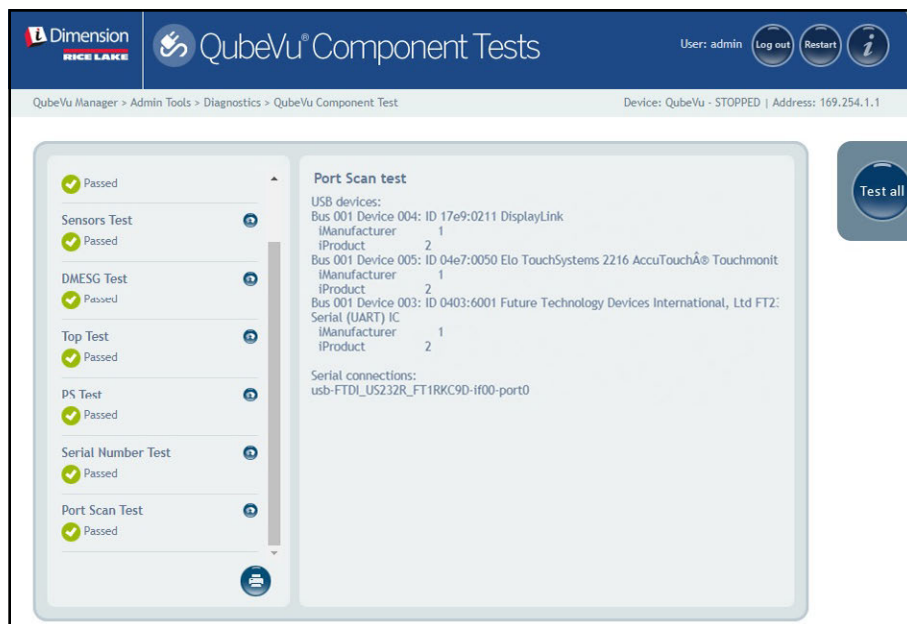 iDimension
RICE LAKE
QubeVu® Component Tests
User: admin
Log out
Restart
i
QubeVu Manager > Admin Tools > Diagnostics > QubeVu Component Test
Device: QubeVu - STOPPED | Address: 169.254.1.1
Passed
Sensors Test
Passed
DMESG Test
Passed
Top Test
Passed
PS Test
Passed
Serial Number Test
Passed
Port Scan Test
Passed
Port Scan test
USB devices:
Bus 001 Device 004: ID 17e9:0211 DisplayLink
iManufacturer 1
iProduct 2
Bus 001 Device 005: ID 04e7:0050 Elo TouchSystems 2216 AccuTouchÂ® Touchmonit
iManufacturer 1
iProduct 2
Bus 001 Device 003: ID 0403:6001 Future Technology Devices International, Ltd FT23
Serial (UART) IC
iManufacturer 1
iProduct 2
Serial connections:
usb-FTDI_US232R_FT1RKC9D-if00-port0
Test all